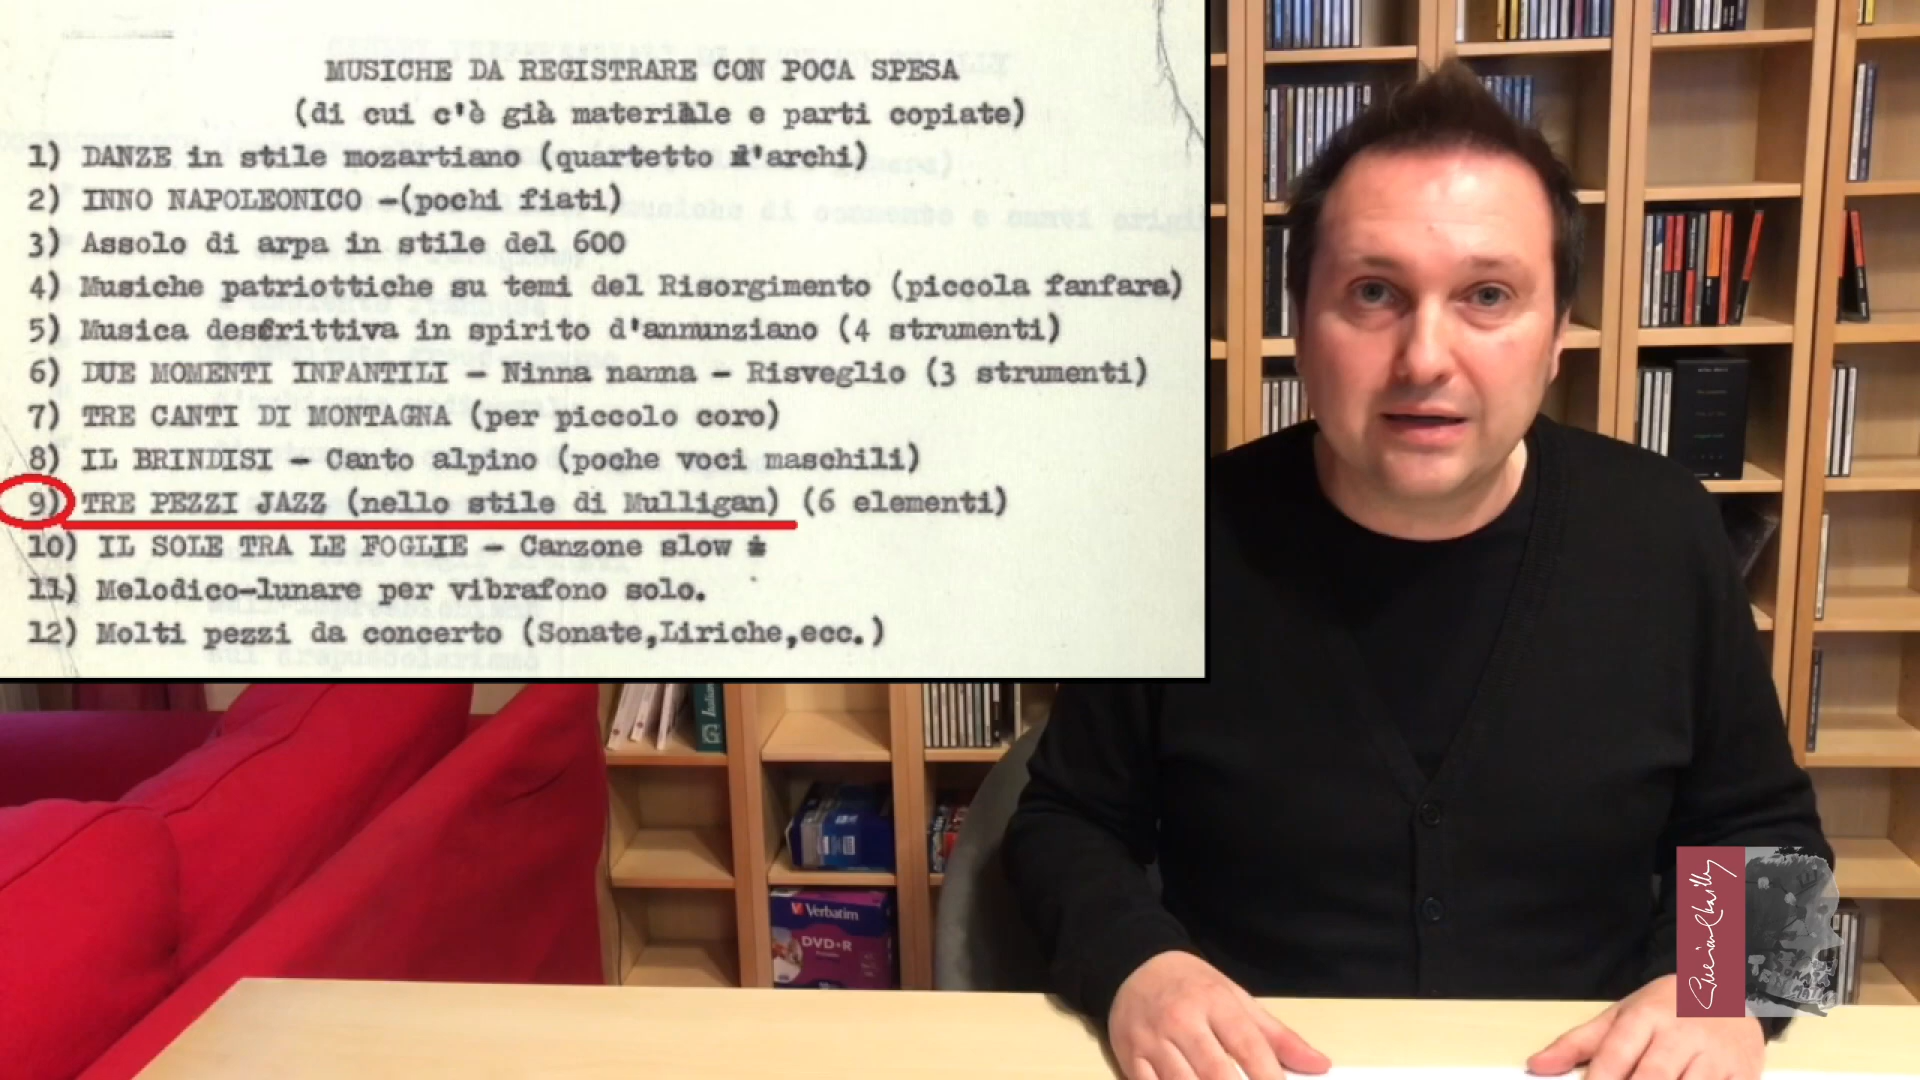 MUSICHE DA REGISTRARE CON POCA SPESA
(di cui c'è già materiàle e parti copiate)
1) DANZE in stile mozartiano (quartetto d'archi)
2) INNO NAPOLEONICO -(pochi fiati)
3) Assolo di arpa in stile del 600
4) Musiche patriottiche su temi del Risorgimento (piccola fanfara)
5) Musica descrittiva in spirito d'annunziano (4 strumenti)
6) DUE MOMENTI INFANTILI - Ninna nanna - Risveglio (3 strumenti)
7) TRE CANTI DI MONTAGNA (per piccolo coro)
8) IL BRINDISI - Canto alpino (poche voci maschili)
9) TRE PEZZI JAZZ (nello stile di Mulligan) (6 elementi)
10) IL SOLE TRA LE FOGLIE - Canzone slow
11) Melodico-lunare per vibrafono solo.
12) Molti pezzi da concerto (Sonate,Liriche,ecc.)
Verbatim
DVD+R